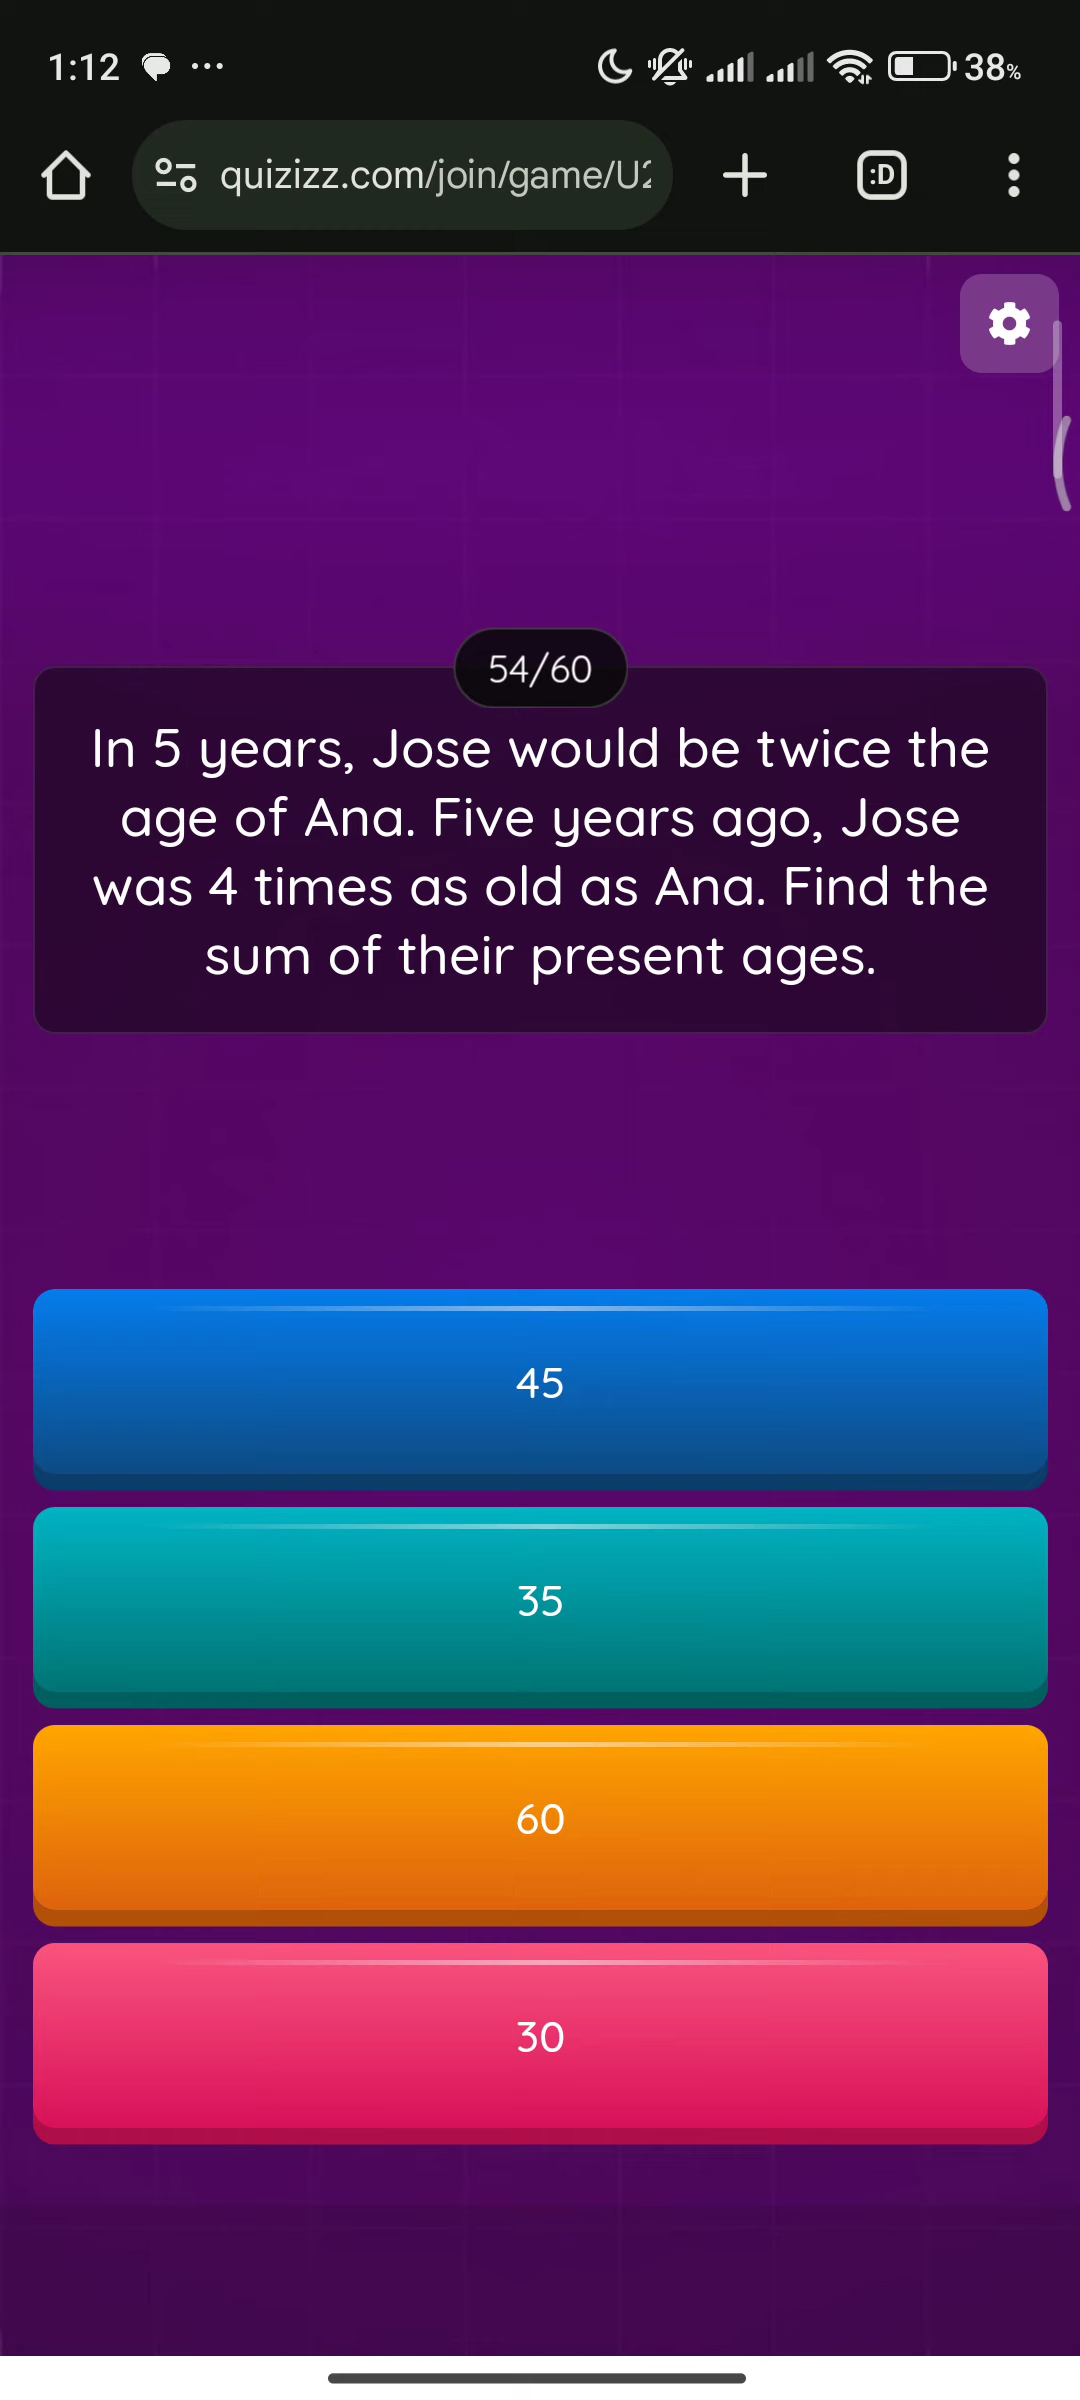 1:12 38%
quizizz.com/join/game/U2
:D
54/60
In 5 years, Jose would be twice the
age of Ana. Five years ago, Jose
was 4 times as old as Ana. Find the
sum of their present ages.
45
35
60
30